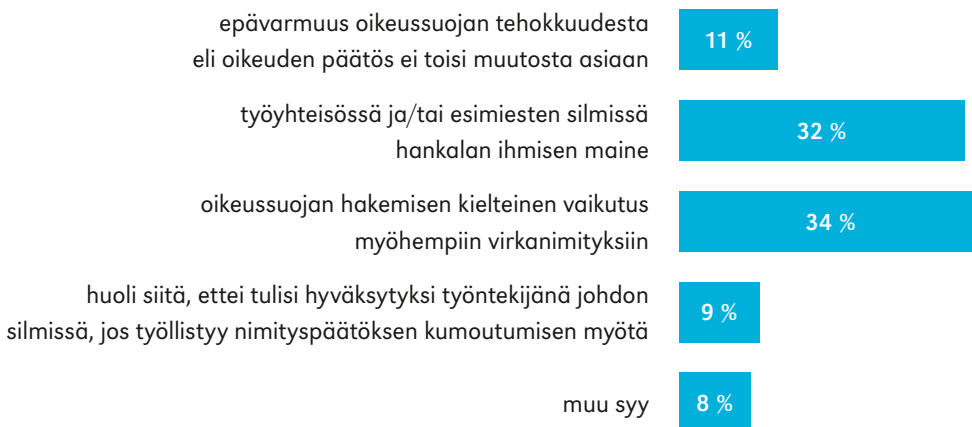 epävarmuus oikeussuojan tehokkuudesta
eli oikeuden päätös ei toisi muutosta asiaan
11 %
työyhteisössä ja/tai esimiesten silmissä
hankalan ihmisen maine
32 %
oikeussuojan hakemisen kielteinen vaikutus
myöhempiin virkanimityksiin
34 %
huoli siitä, ettei tulisi hyväksytyksi työntekijänä johdon
silmissä, jos työllistyy nimityspäätöksen kumoutumisen myötä
9 %
muu syy
8 %